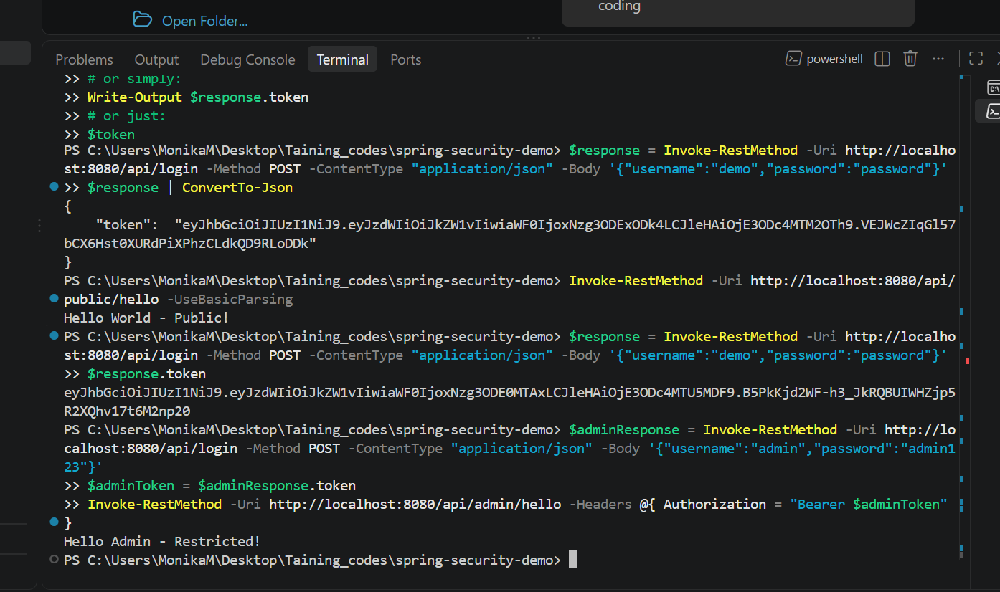 coding
Open Folder...
Problems Output Debug Console Terminal Ports powershell
>> # or simply:
>> Write-Output $response.token
>> # or just:
>> $token
PS C:\Users\MonikaM\Desktop\Taining_codes\spring-security-demo> $response = Invoke-RestMethod -Uri http://localho
st:8080/api/login -Method POST -ContentType "application/json" -Body '{"username":"demo","password":"password"}'
>> $response | ConvertTo-Json
{
    "token":  "eyJhbGciOiJIUzI1NiJ9.eyJzdWIiOiJkZW1vIiwiaWF0IjoxNzg3ODExODk4LCJleHAiOjE3ODc4MTM2OTh9.VEJWcZIqGl57
bCX6Hst0XURdPiXPhzCLdkQD9RLoDDk"
}
PS C:\Users\MonikaM\Desktop\Taining_codes\spring-security-demo> Invoke-RestMethod -Uri http://localhost:8080/api/
public/hello -UseBasicParsing
Hello World - Public!
PS C:\Users\MonikaM\Desktop\Taining_codes\spring-security-demo> $response = Invoke-RestMethod -Uri http://localho
st:8080/api/login -Method POST -ContentType "application/json" -Body '{"username":"demo","password":"password"}'
>> $response.token
eyJhbGciOiJIUzI1NiJ9.eyJzdWIiOiJkZW1vIiwiaWF0IjoxNzg3ODE0MTAxLCJleHAiOjE3ODc4MTU5MDF9.B5PkKjd2WF-h3_JkRQBUIWHZjp5
R2XQhv17t6M2np20
PS C:\Users\MonikaM\Desktop\Taining_codes\spring-security-demo> $adminResponse = Invoke-RestMethod -Uri http://lo
calhost:8080/api/login -Method POST -ContentType "application/json" -Body '{"username":"admin","password":"admin1
23"}'
>> $adminToken = $adminResponse.token
>> Invoke-RestMethod -Uri http://localhost:8080/api/admin/hello -Headers @{ Authorization = "Bearer $adminToken"
}
Hello Admin - Restricted!
PS C:\Users\MonikaM\Desktop\Taining_codes\spring-security-demo>